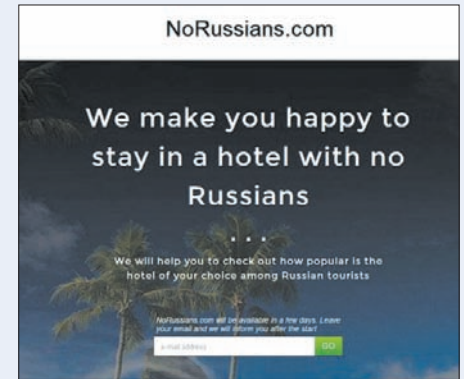 NoRussians.com
We make you happy to
stay in a hotel with no
Russians
We will help you to check out how popular is the
hotel of your choice among Russian tourists
NoRussians.com will be available in a few days. Leave
your email and we will inform you after the start
e-mail address
GO